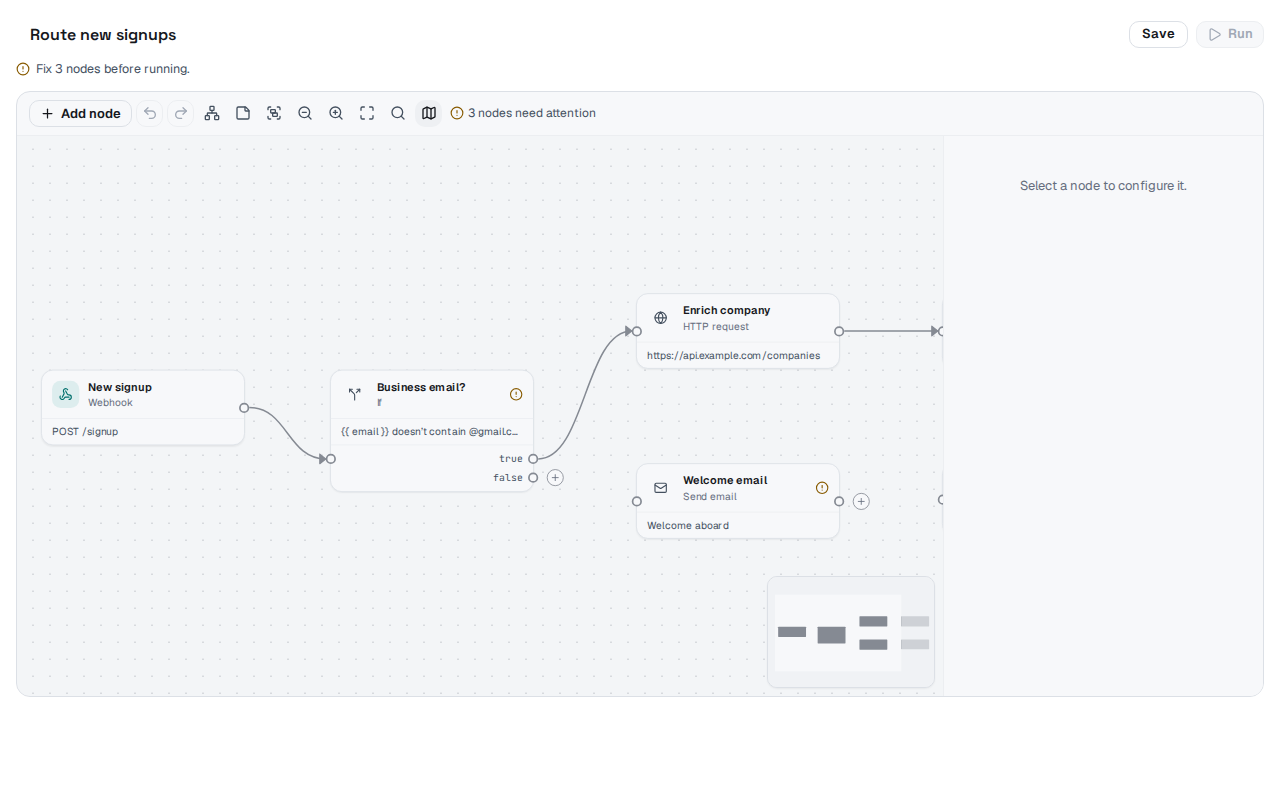 Route new signups
Save
Run
Fix 3 nodes before running.
Add node
3 nodes need attention
Select a node to configure it.
Enrich company
HTTP request
https://api.example.com/companies
New signup
Webhook
POST /signup
Business email?
If
{{ email }} doesn't contain @gmail.c…
true
false
Welcome email
Send email
Welcome aboard